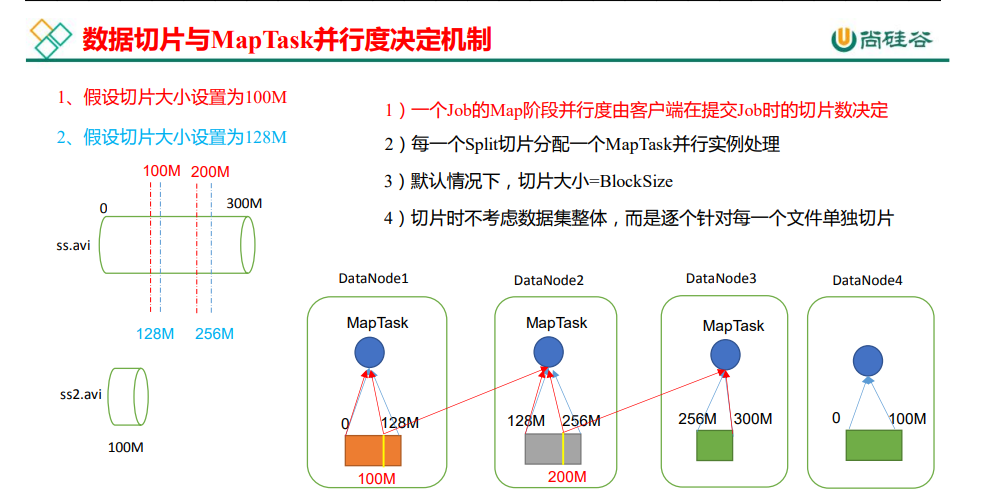 数据切片与MapTask并行度决定机制
尚硅谷
1、假设切片大小设置为100M
2、假设切片大小设置为128M
100M 200M
0 300M
ss.avi
128M 256M
ss2.avi
100M
1）一个Job的Map阶段并行度由客户端在提交Job时的切片数决定
2）每一个Split切片分配一个MapTask并行实例处理
3）默认情况下，切片大小=BlockSize
4）切片时不考虑数据集整体，而是逐个针对每一个文件单独切片
DataNode1 DataNode2 DataNode3 DataNode4
MapTask MapTask MapTask
0 128M 128M 256M 256M 300M 0 100M
100M 200M